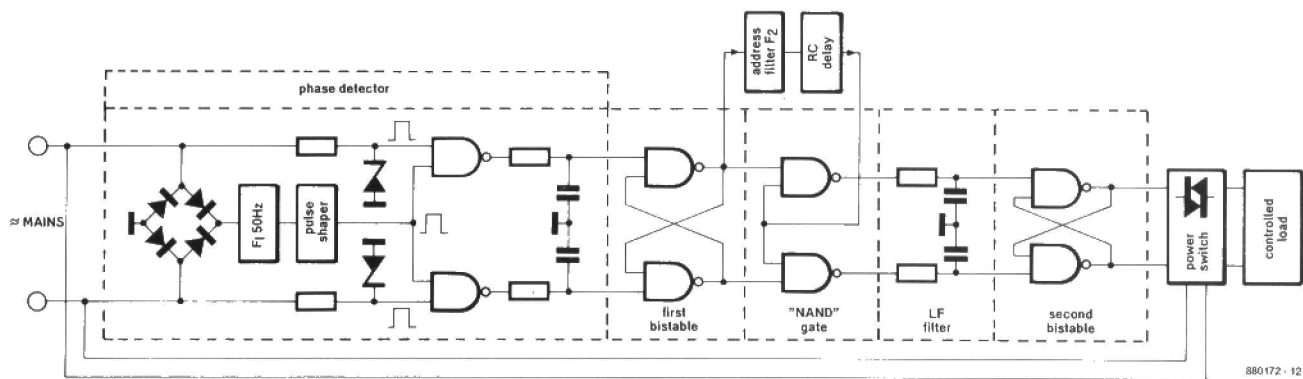 address
filter F2
RC
delay
phase detector
≈ MAINS
F| 50Hz
pulse
shaper
first
bistable
"NAND"
gate
LF
filter
second
bistable
power
switch
controlled
load
880172 - 12